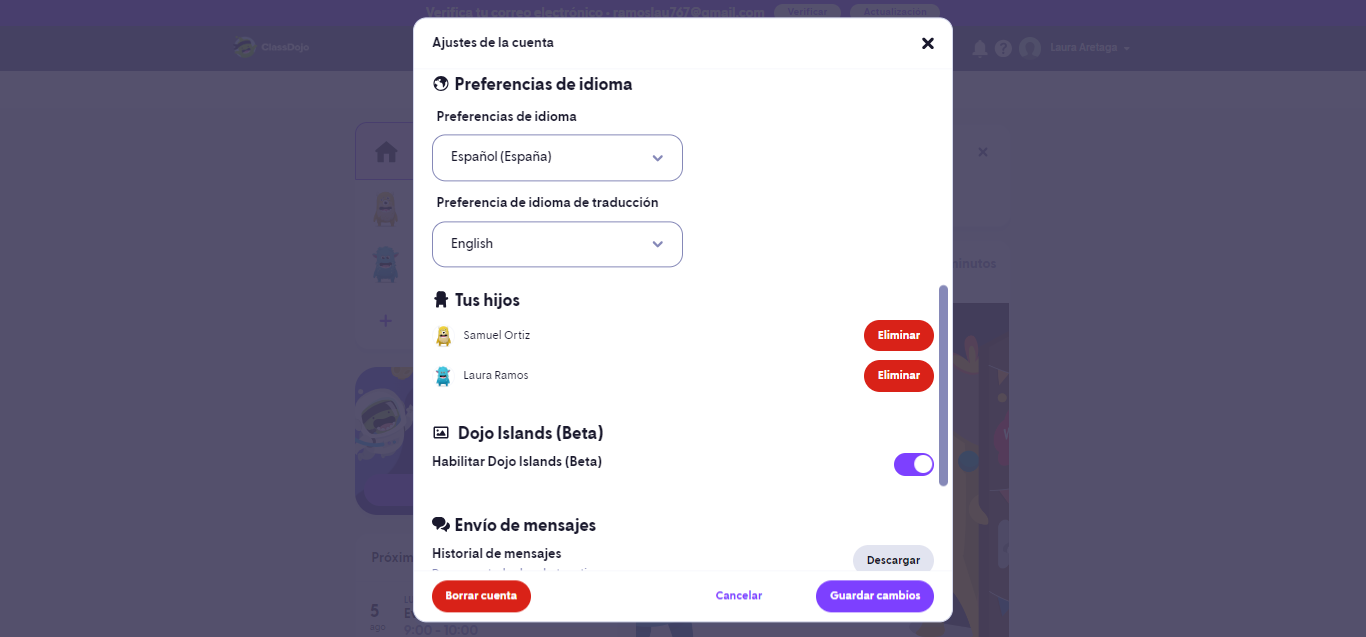 Verifica tu correo electrónico - ramoslau767@gmail.com
Verificar
Actualización
ClassDojo
Laura Arelaga
Ajustes de la cuenta
Preferencias de idioma
Preferencias de idioma
Español (España)
Preferencia de idioma de traducción
English
Tus hijos
Samuel Ortiz
Eliminar
Laura Ramos
Eliminar
Dojo Islands (Beta)
Habilitar Dojo Islands (Beta)
Envío de mensajes
Historial de mensajes
Descargar
Borrar cuenta
Cancelar
Guardar cambios
minutos
Próxim
5
ago
9:00 - 10:00